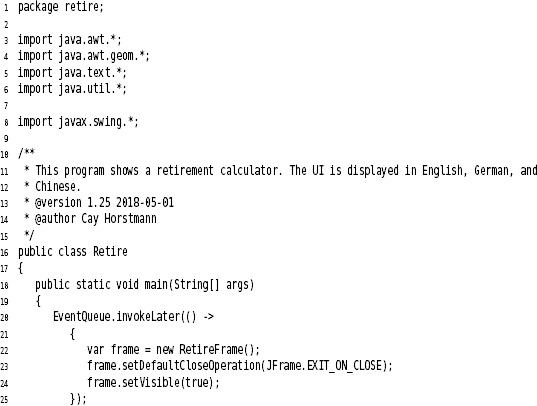 1 package retire;
2
3 import java.awt.*;
4 import java.awt.geom.*;
5 import java.text.*;
6 import java.util.*;
7
8 import javax.swing.*;
9
10 /**
11  * This program shows a retirement calculator. The UI is displayed in English, German, and
12  * Chinese.
13  * @version 1.25 2018-05-01
14  * @author Cay Horstmann
15  */
16 public class Retire
17 {
18    public static void main(String[] args)
19    {
20       EventQueue.invokeLater(() ->
21          {
22             var frame = new RetireFrame();
23             frame.setDefaultCloseOperation(JFrame.EXIT_ON_CLOSE);
24             frame.setVisible(true);
25          });